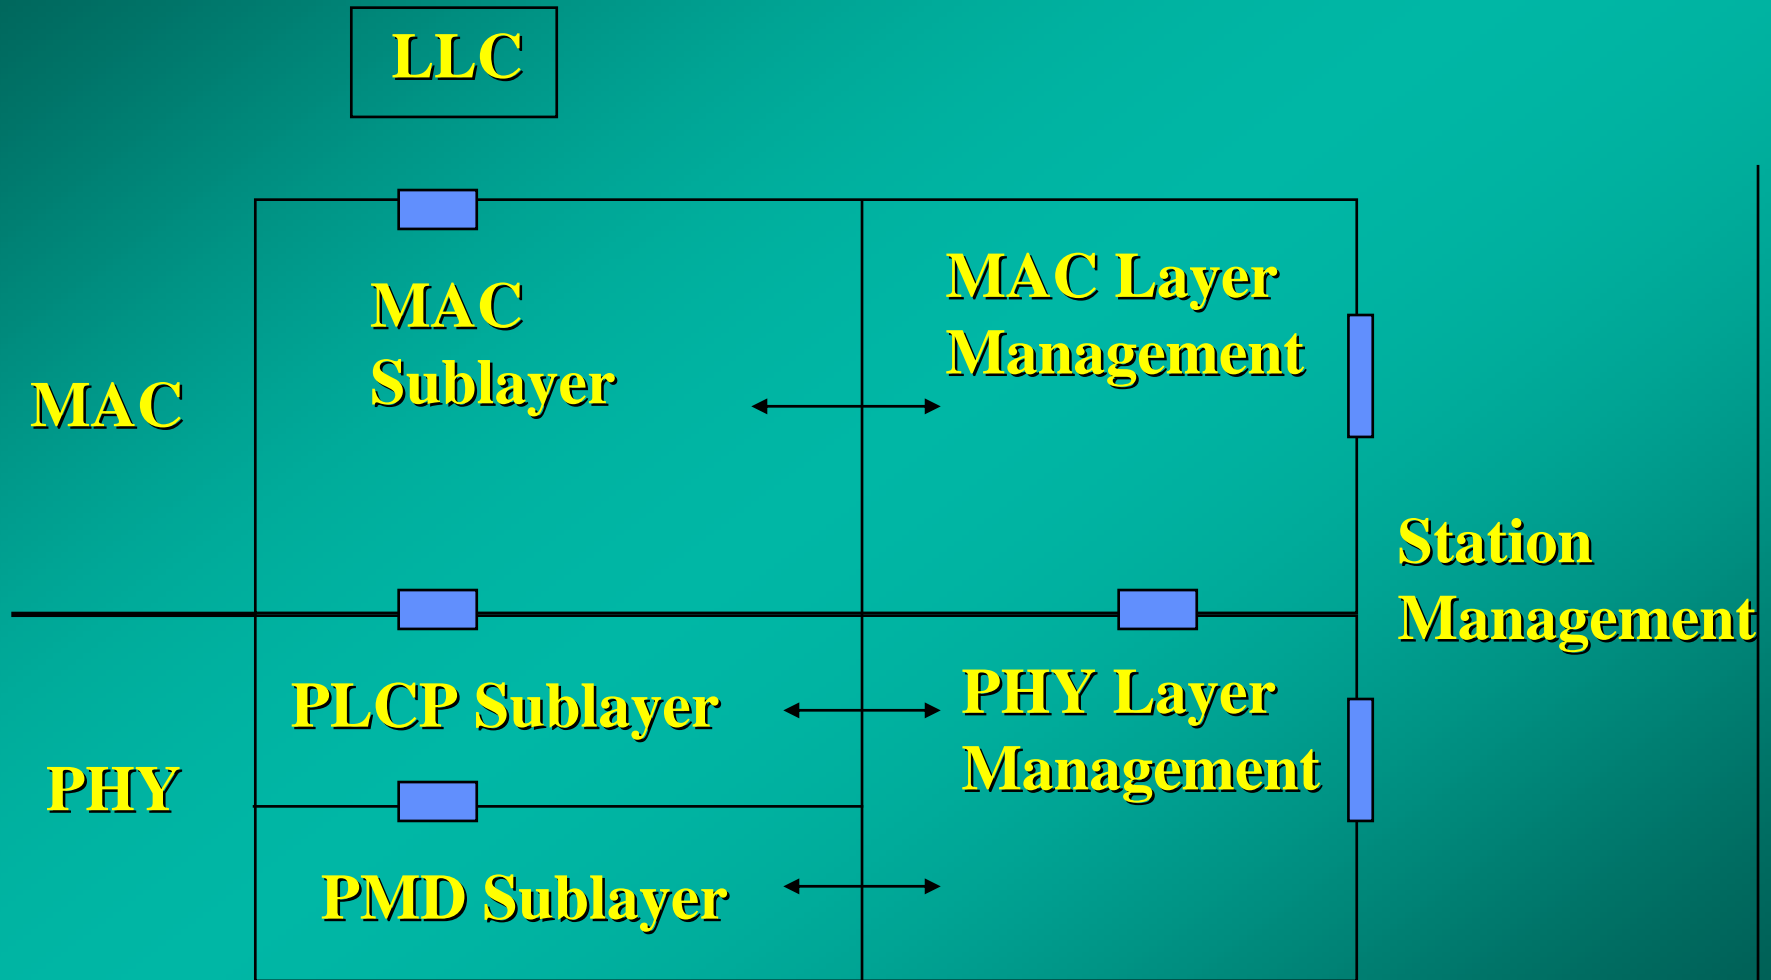 LLC
MAC
MAC
Sublayer
MAC Layer
Management
Station
Management
PHY
PLCP Sublayer
PHY Layer
Management
PMD Sublayer